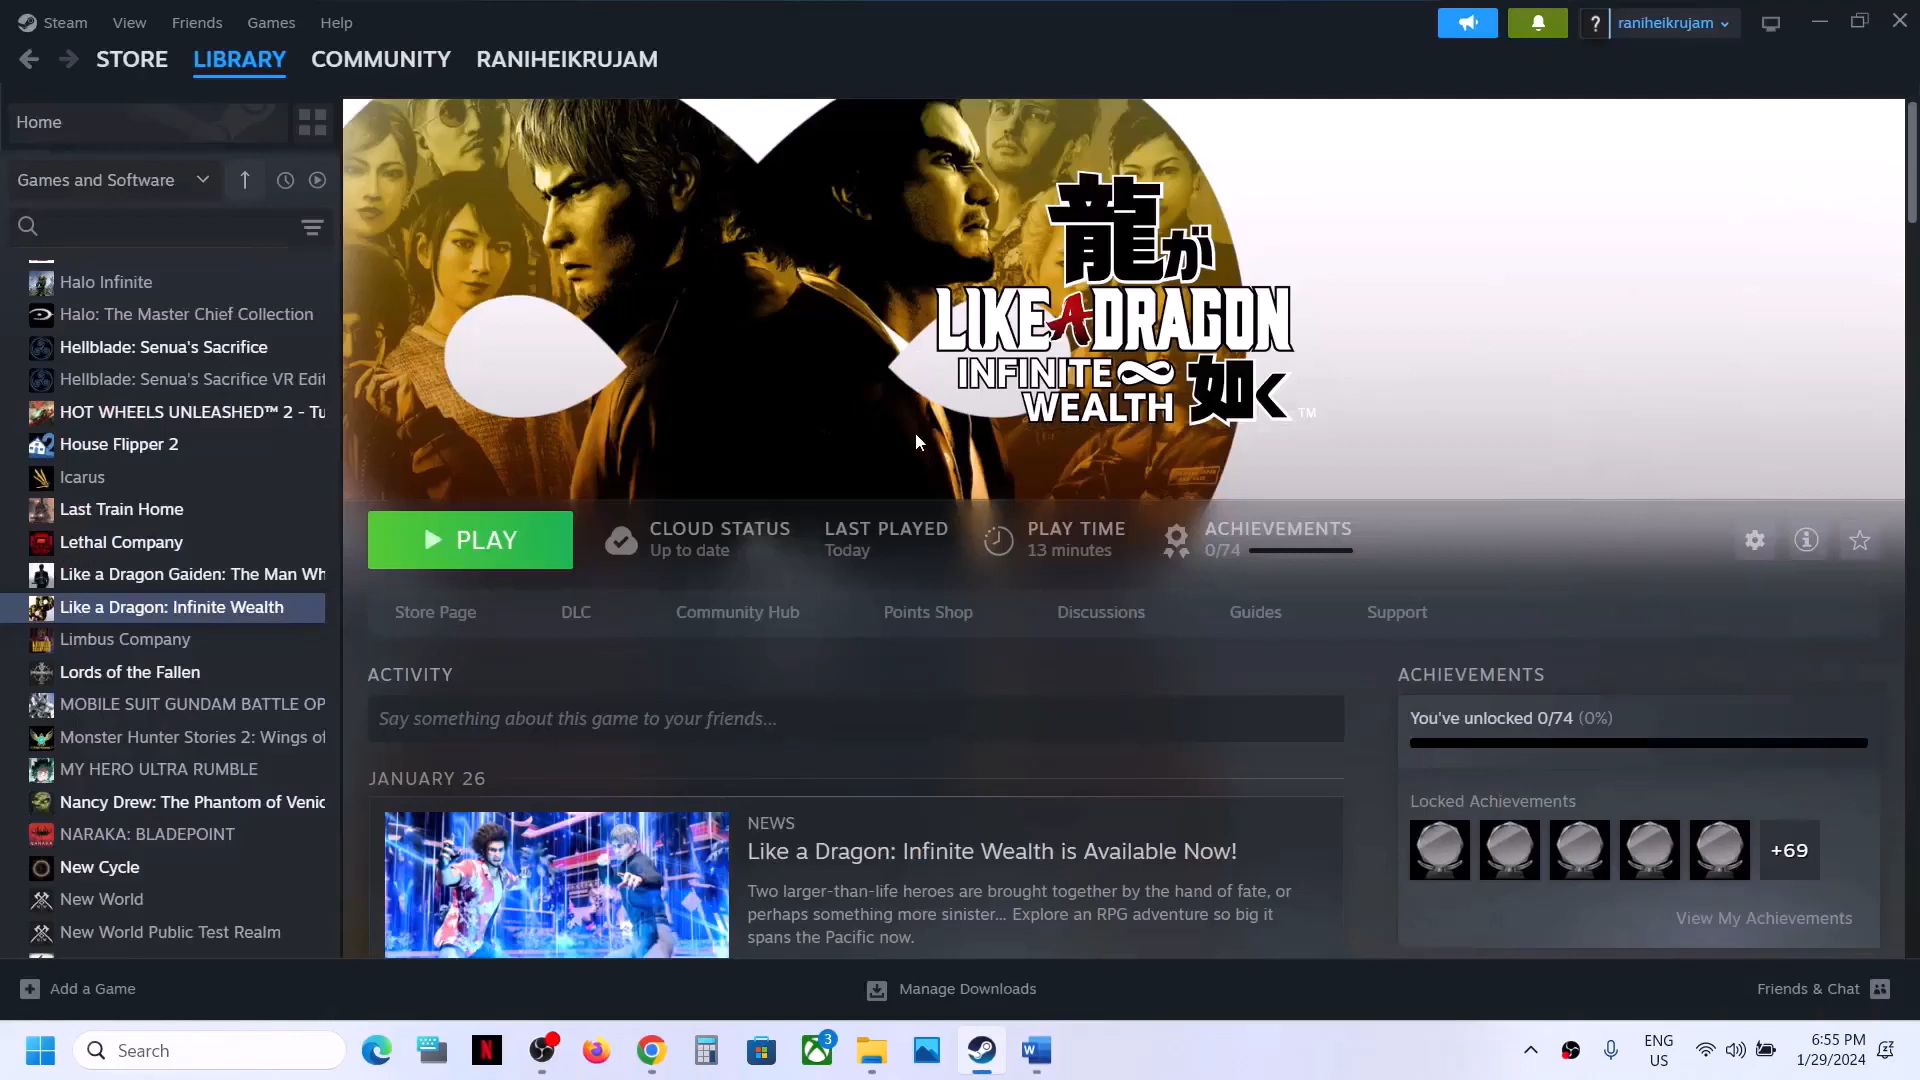 Steam View Friends Games Help
? raniheikrujam
STORE LIBRARY COMMUNITY RANIHEIKRUJAM
Home
Games and Software
龍が
LIKE A DRAGON
INFINITE
WEALTH
如く
TM
Halo Infinite
Halo: The Master Chief Collection
Hellblade: Senua's Sacrifice
Hellblade: Senua's Sacrifice VR Edit
HOT WHEELS UNLEASHED™ 2 - Tu
House Flipper 2
Icarus
Last Train Home
Lethal Company
Like a Dragon Gaiden: The Man Wh
Like a Dragon: Infinite Wealth
Limbus Company
Lords of the Fallen
MOBILE SUIT GUNDAM BATTLE OP
Monster Hunter Stories 2: Wings of
MY HERO ULTRA RUMBLE
Nancy Drew: The Phantom of Venic
NARAKA: BLADEPOINT
New Cycle
New World
New World Public Test Realm
PLAY
CLOUD STATUS
Up to date
LAST PLAYED
Today
PLAY TIME
13 minutes
ACHIEVEMENTS
0/74
Store Page DLC Community Hub Points Shop Discussions Guides Support
ACTIVITY
Say something about this game to your friends...
JANUARY 26
NEWS
Like a Dragon: Infinite Wealth is Available Now!
Two larger-than-life heroes are brought together by the hand of fate, or
perhaps something more sinister... Explore an RPG adventure so big it
spans the Pacific now.
ACHIEVEMENTS
You've unlocked 0/74 (0%)
Locked Achievements
+69
View My Achievements
Add a Game
Manage Downloads
Friends & Chat
Search
N
3
W
ENG
US
6:55 PM
1/29/2024